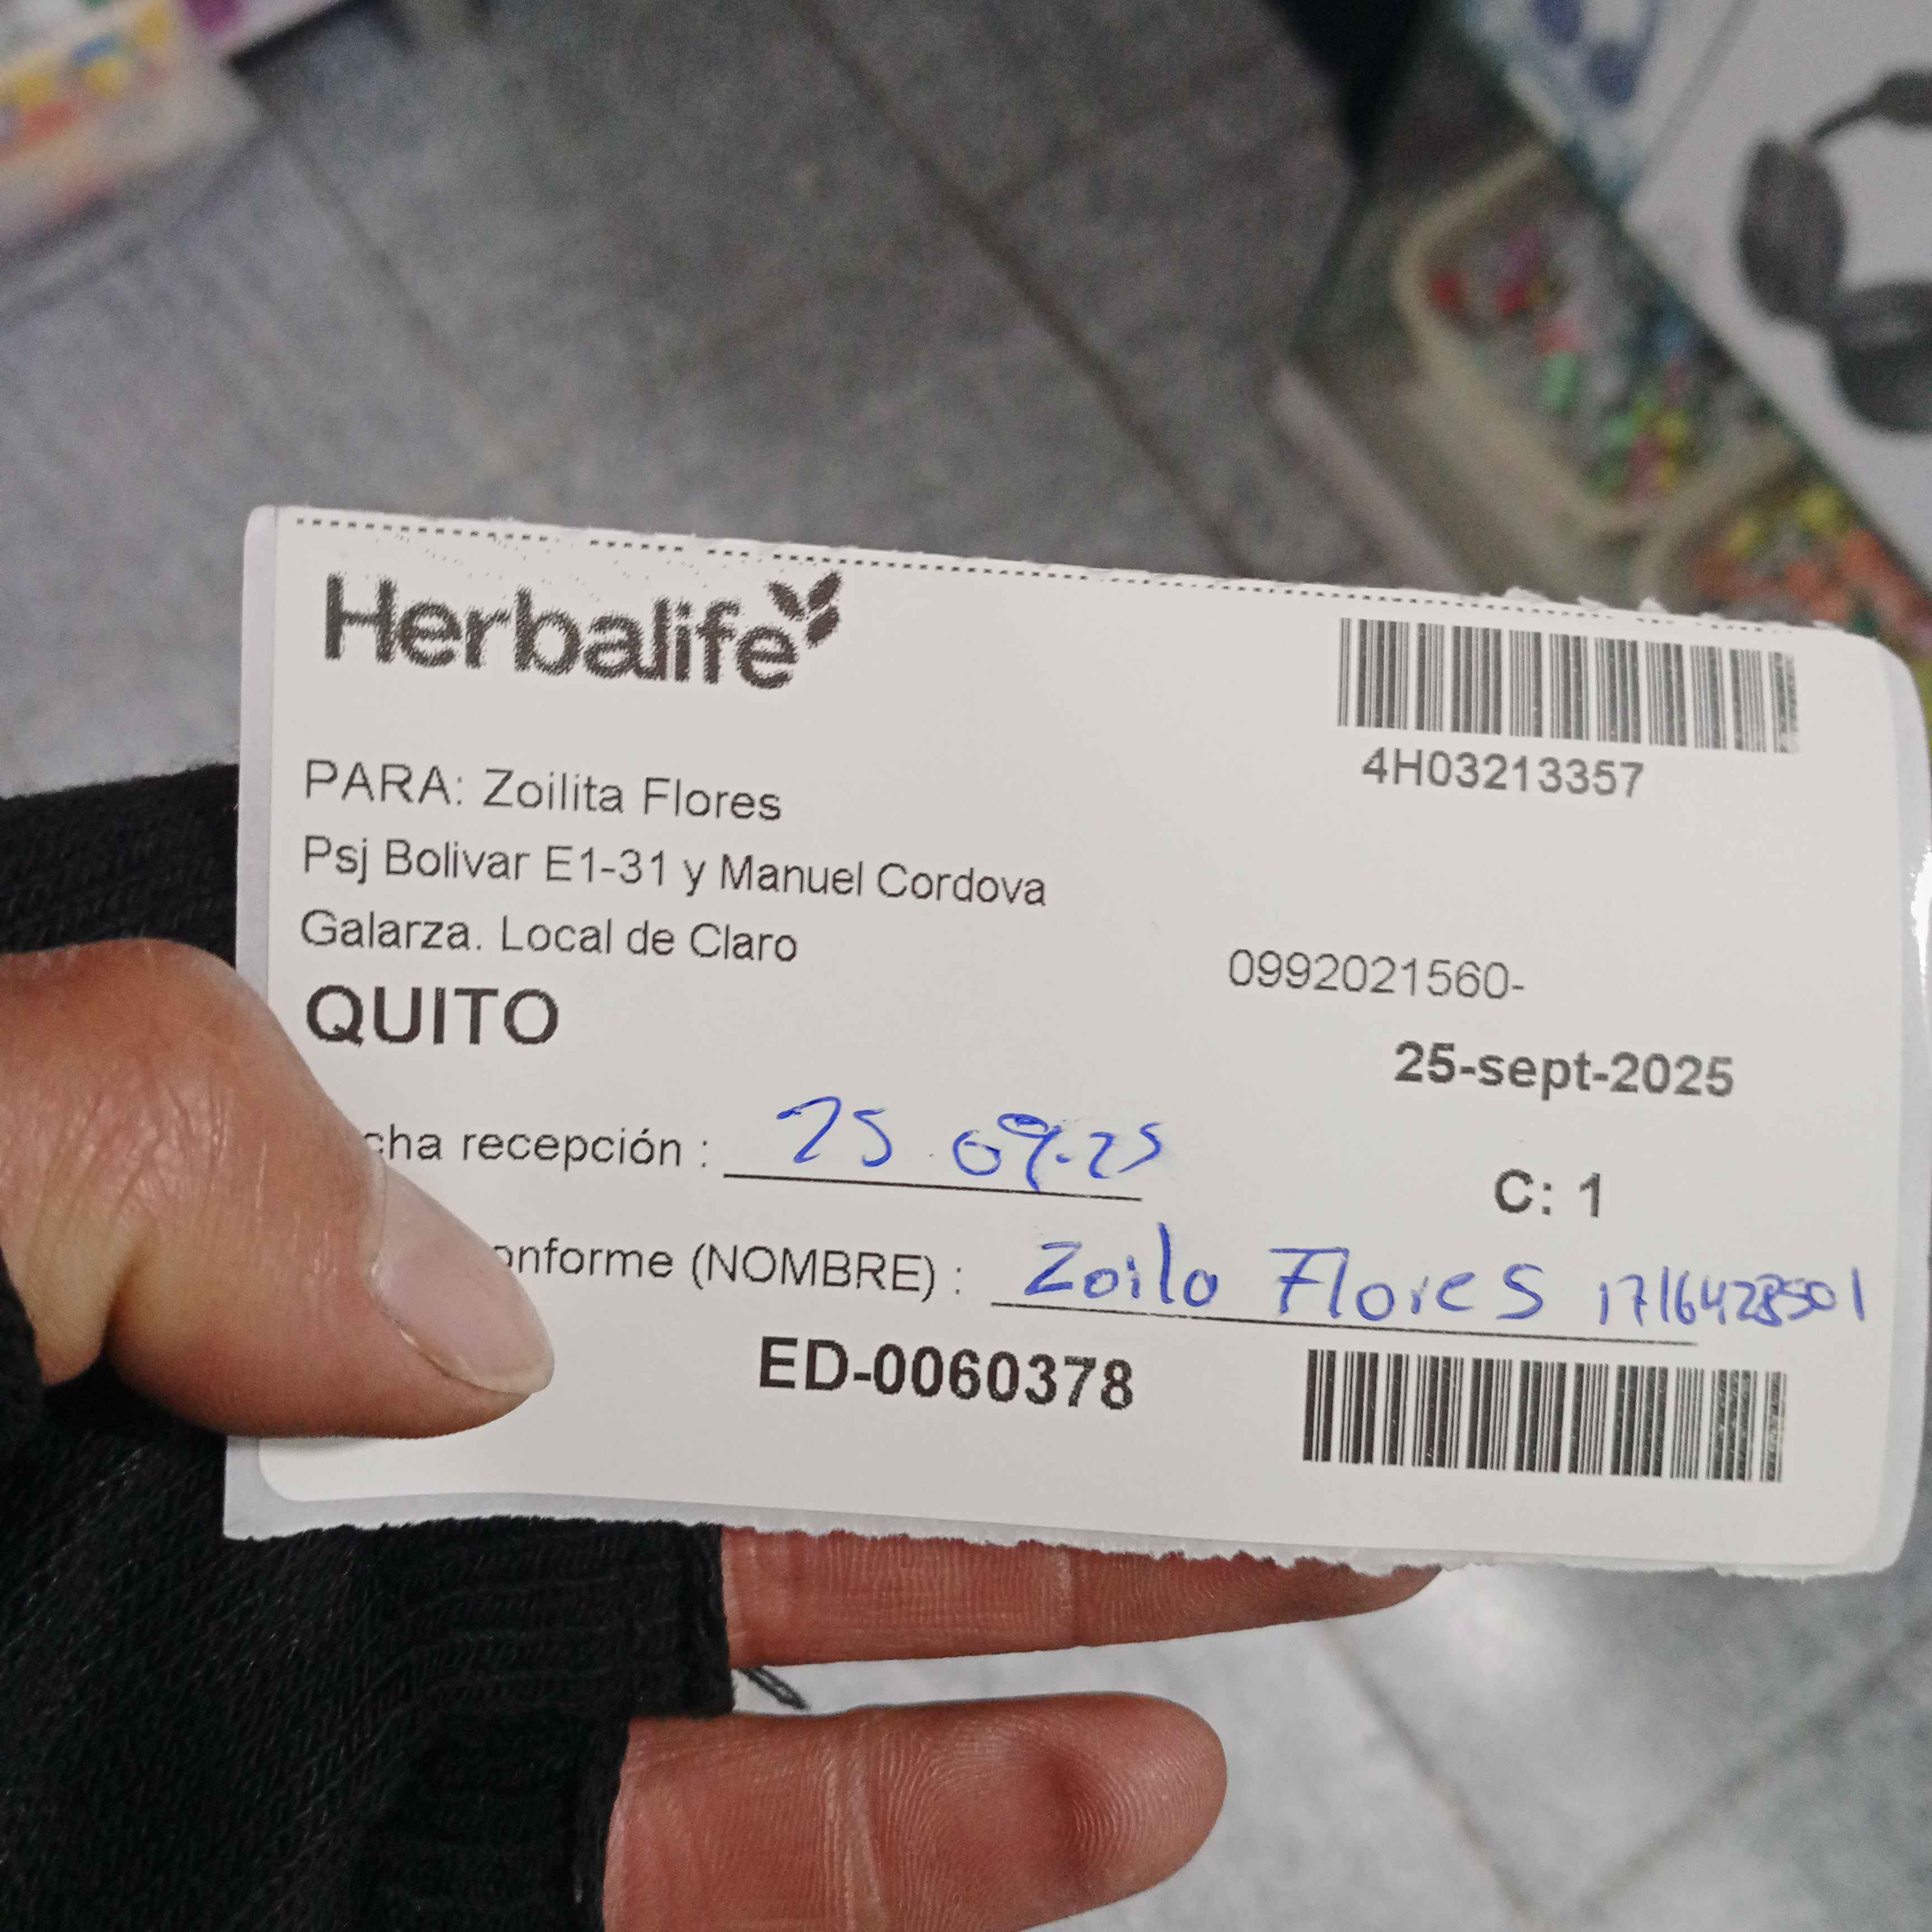 Herbalife
4H03213357
PARA: Zoilita Flores
Psj Bolivar E1-31 y Manuel Cordova
Galarza. Local de Claro
0992021560-
QUITO
25-sept-2025
cha recepción : 25.09.25
C: 1
onforme (NOMBRE) : Zoilo Flores 1716428501
ED-0060378